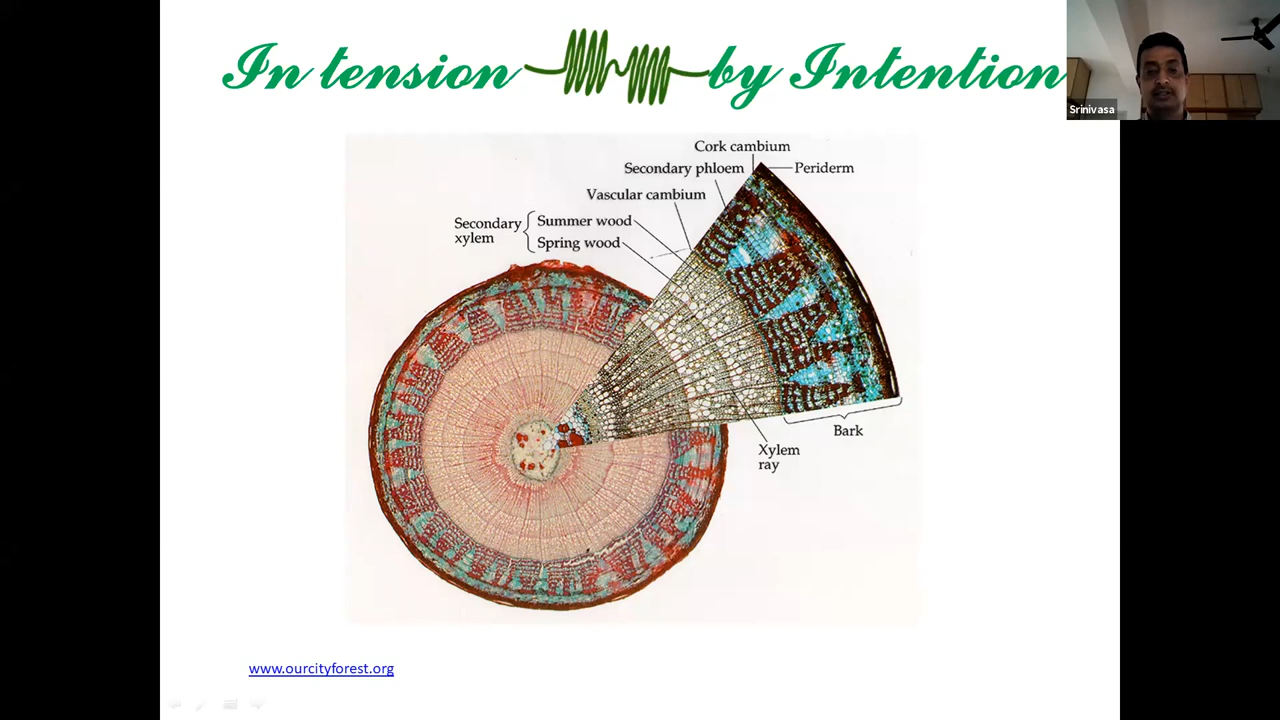 In tension by Intention
Srinivasa
Cork cambium
Secondary phloem
Periderm
Vascular cambium
Secondary xylem
Summer wood
Spring wood
Bark
Xylem ray
www.ourcityforest.org